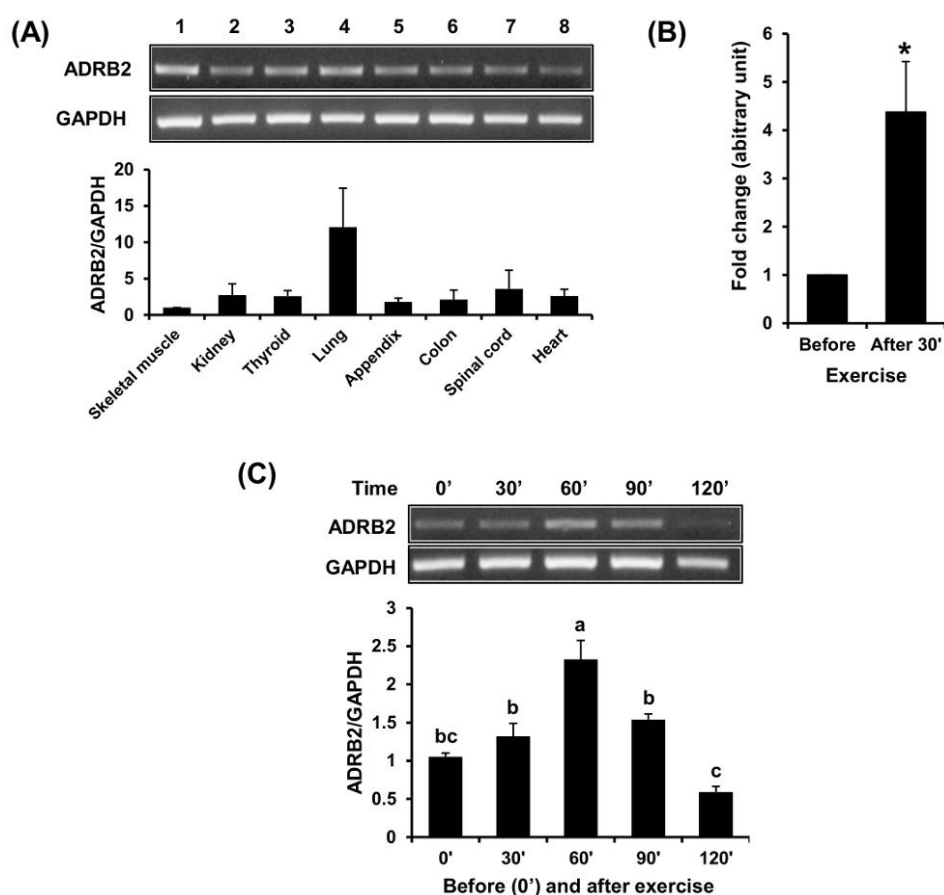 (A)
1 2 3 4 5 6 7 8
ADRB2
GAPDH
ADRB2/GAPDH
20
15
10
5
0
Skeletal muscle
Kidney
Thyroid
Lung
Appendix
Colon
Spinal cord
Heart
(B)
Fold change (abitrary unit)
6
5
4
3
2
1
0
*
Before After 30'
Exercise
(C)
Time 0’ 30’ 60’ 90’ 120’
ADRB2
GAPDH
ADRB2/GAPDH
3
2.5
2
1.5
1
0.5
0
bc
b
a
b
c
0' 30' 60' 90' 120'
Before (0’) and after exercise